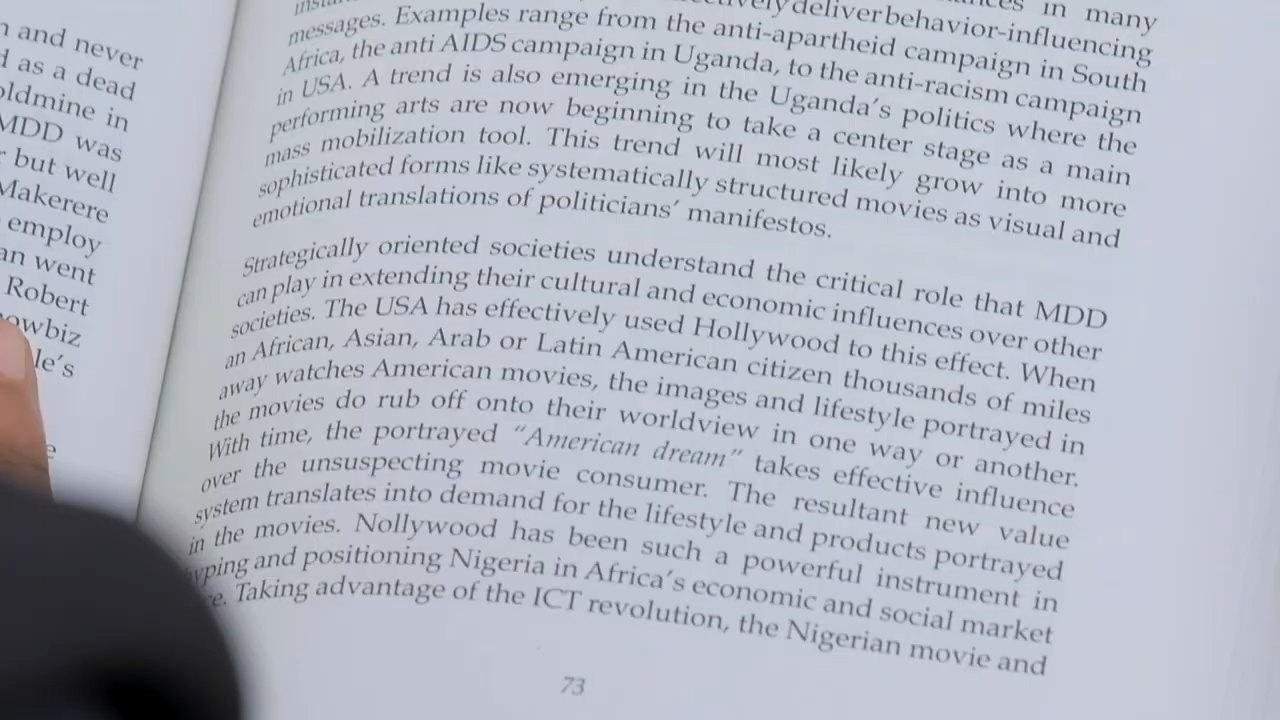 n and never
d as a dead
oldmine in
MDD was
r but well
Makerere
employ
an went
Robert
owbiz
le's
e
in many
deliver behavior-influencing
messages. Examples range from the anti-apartheid campaign in South
Africa, the anti AIDS campaign in Uganda, to the anti-racism campaign
in USA. A trend is also emerging in the Uganda's politics where the
performing arts are now beginning to take a center stage as a main
mass mobilization tool. This trend will most likely grow into more
sophisticated forms like systematically structured movies as visual and
emotional translations of politicians' manifestos.
Strategically oriented societies understand the critical role that MDD
can play in extending their cultural and economic influences over other
societies. The USA has effectively used Hollywood to this effect. When
an African, Asian, Arab or Latin American citizen thousands of miles
away watches American movies, the images and lifestyle portrayed in
the movies do rub off onto their worldview in one way or another.
With time, the portrayed "American dream" takes effective influence
over the unsuspecting movie consumer. The resultant new value
system translates into demand for the lifestyle and products portrayed
in the movies. Nollywood has been such a powerful instrument in
yping and positioning Nigeria in Africa's economic and social market
re. Taking advantage of the ICT revolution, the Nigerian movie and
73